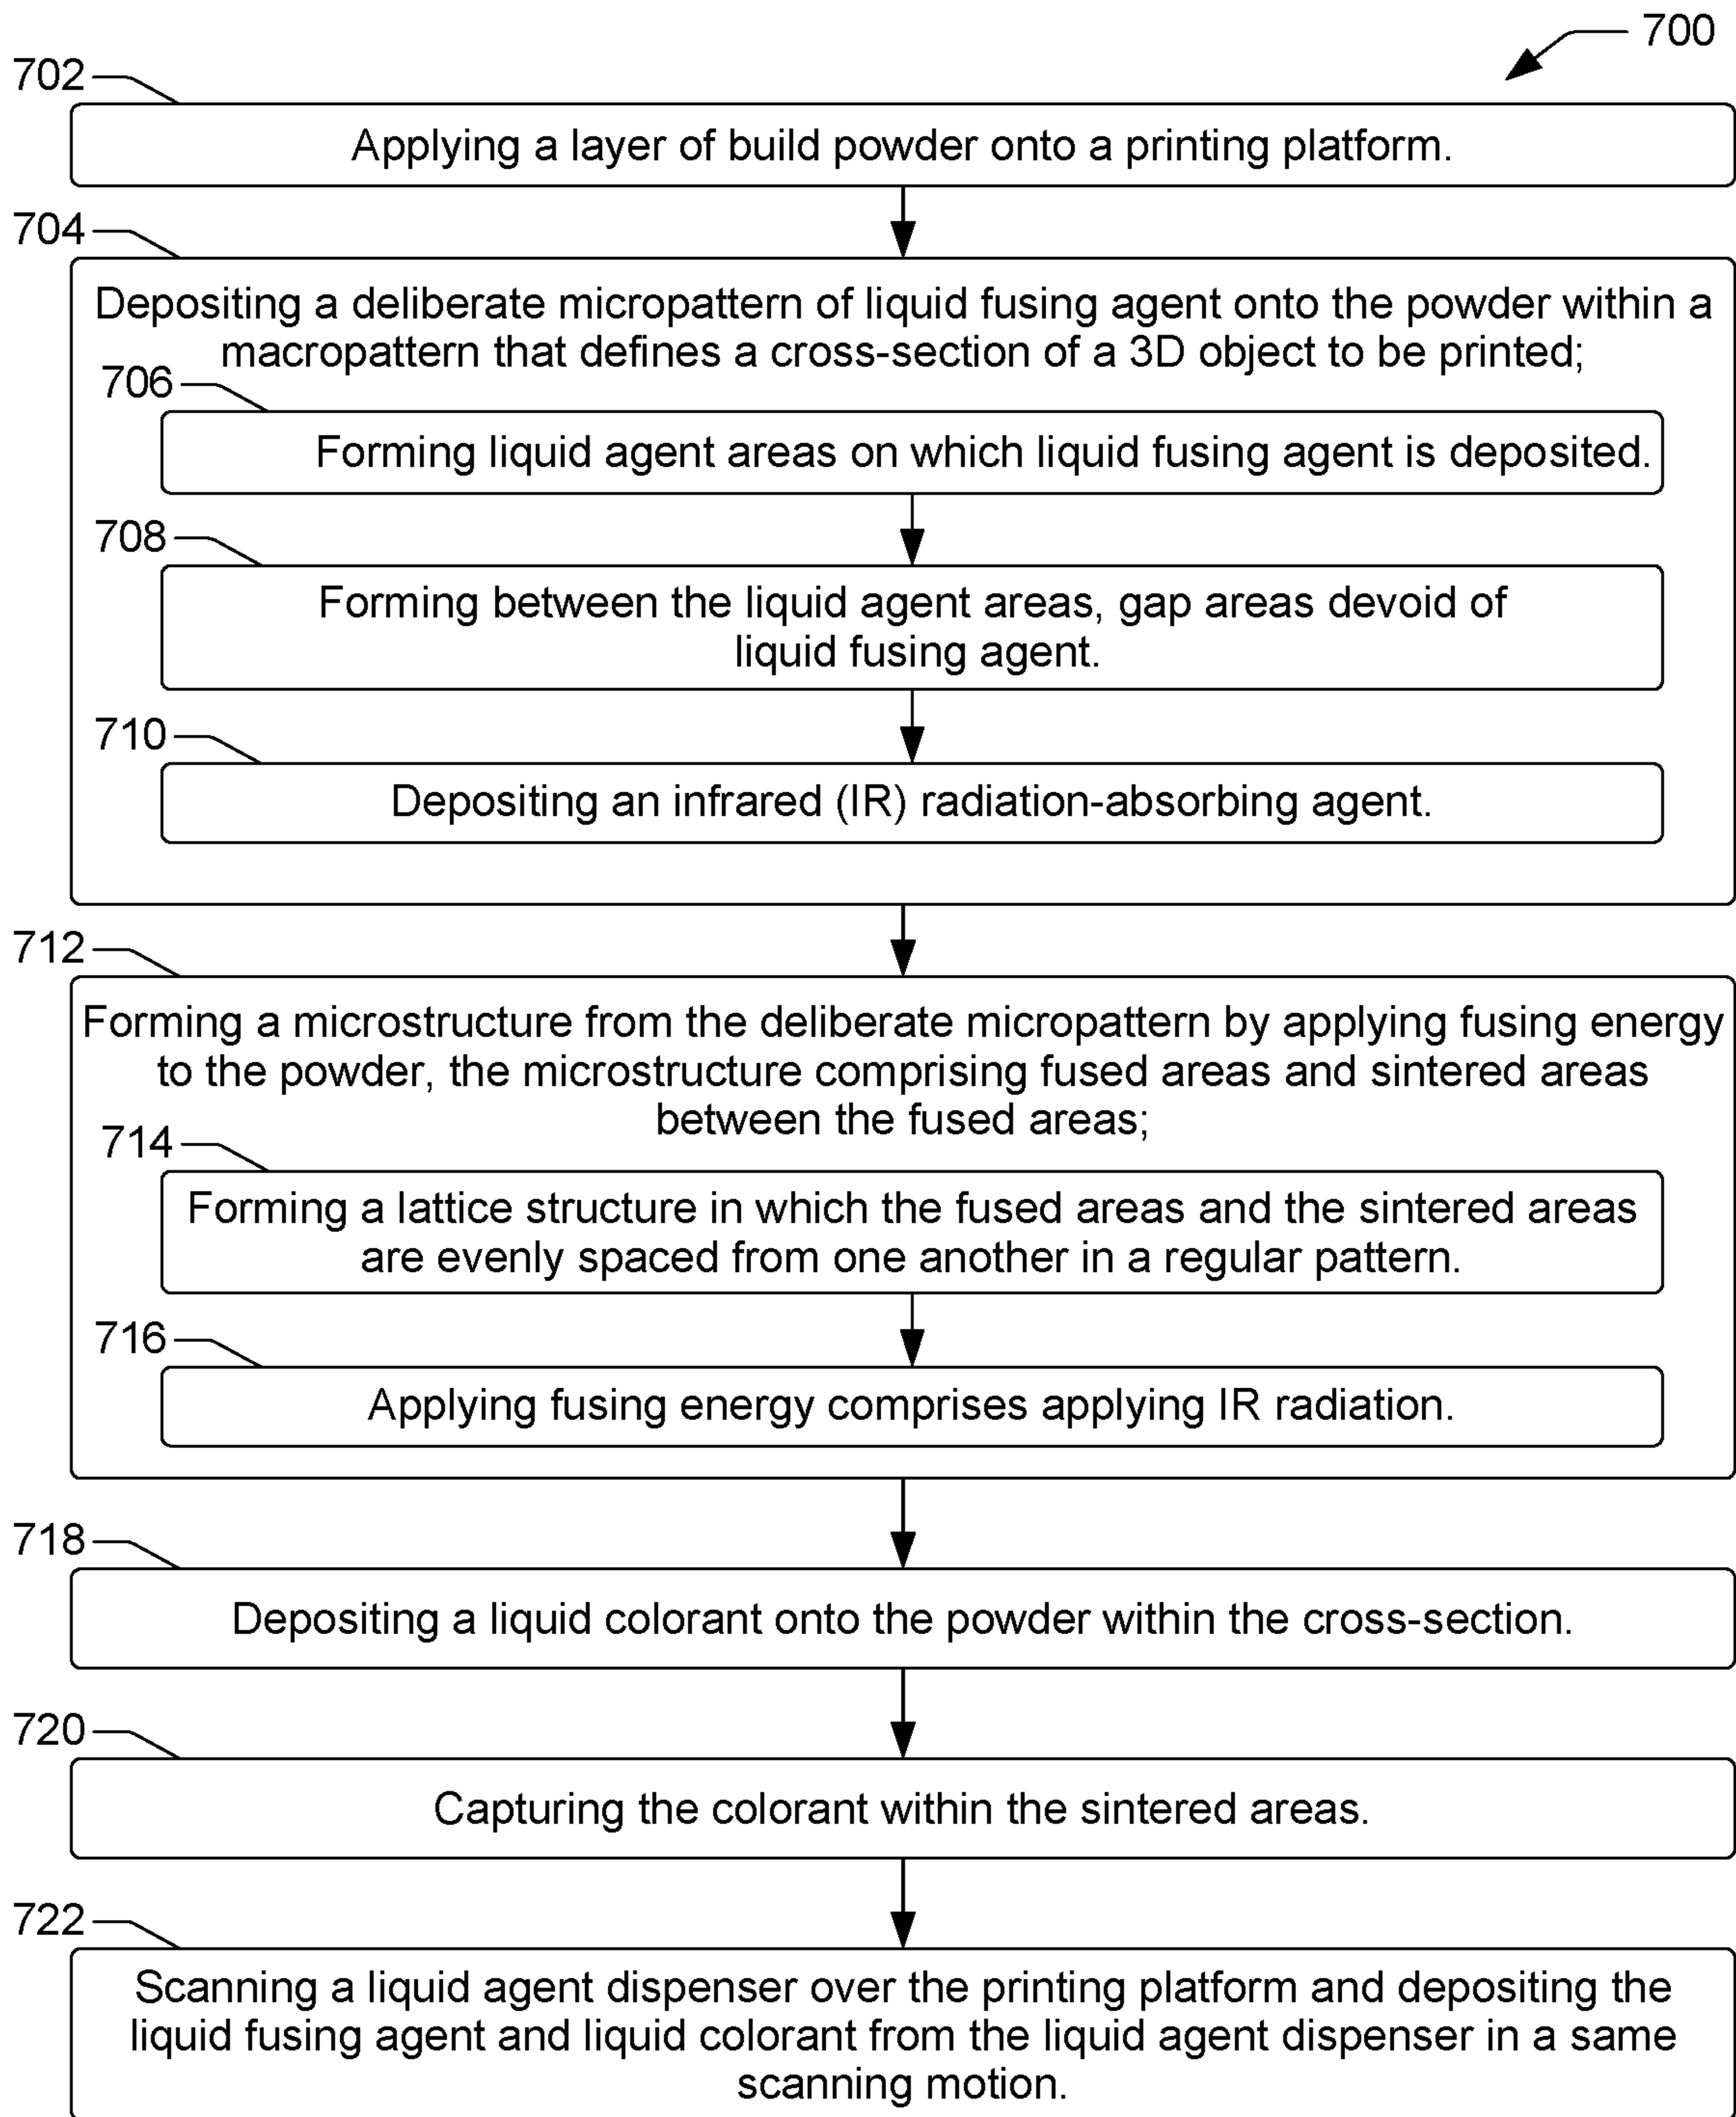 700
702
Applying a layer of build powder onto a printing platform.
704
Depositing a deliberate micropattern of liquid fusing agent onto the powder within a
macropattern that defines a cross-section of a 3D object to be printed;
706
Forming liquid agent areas on which liquid fusing agent is deposited.
708
Forming between the liquid agent areas, gap areas devoid of
liquid fusing agent.
710
Depositing an infrared (IR) radiation-absorbing agent.
712
Forming a microstructure from the deliberate micropattern by applying fusing energy
to the powder, the microstructure comprising fused areas and sintered areas
between the fused areas;
714
Forming a lattice structure in which the fused areas and the sintered areas
are evenly spaced from one another in a regular pattern.
716
Applying fusing energy comprises applying IR radiation.
718
Depositing a liquid colorant onto the powder within the cross-section.
720
Capturing the colorant within the sintered areas.
722
Scanning a liquid agent dispenser over the printing platform and depositing the
liquid fusing agent and liquid colorant from the liquid agent dispenser in a same
scanning motion.